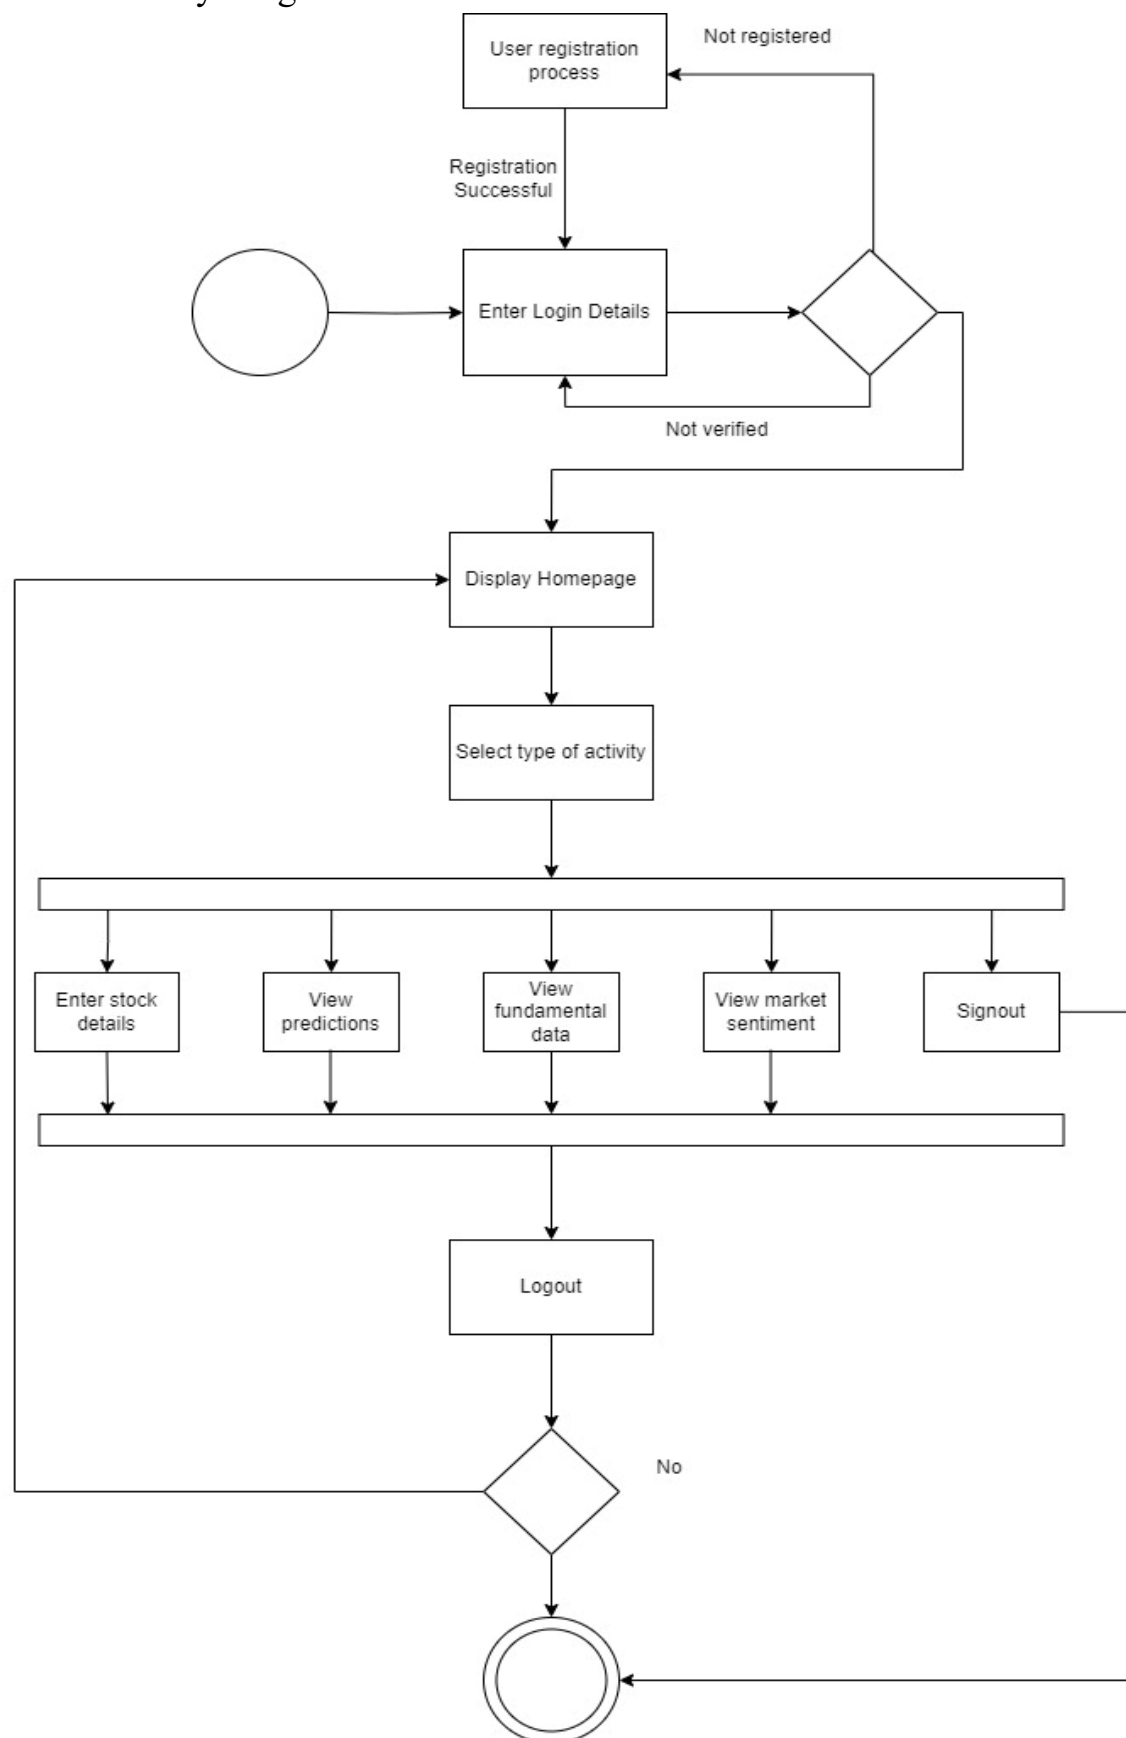 User registration
process
Not registered
Registration
Successful
Enter Login Details
Not verified
Display Homepage
Select type of activity
Enter stock
details
View
predictions
View
fundamental
data
View market
sentiment
Signout
Logout
No